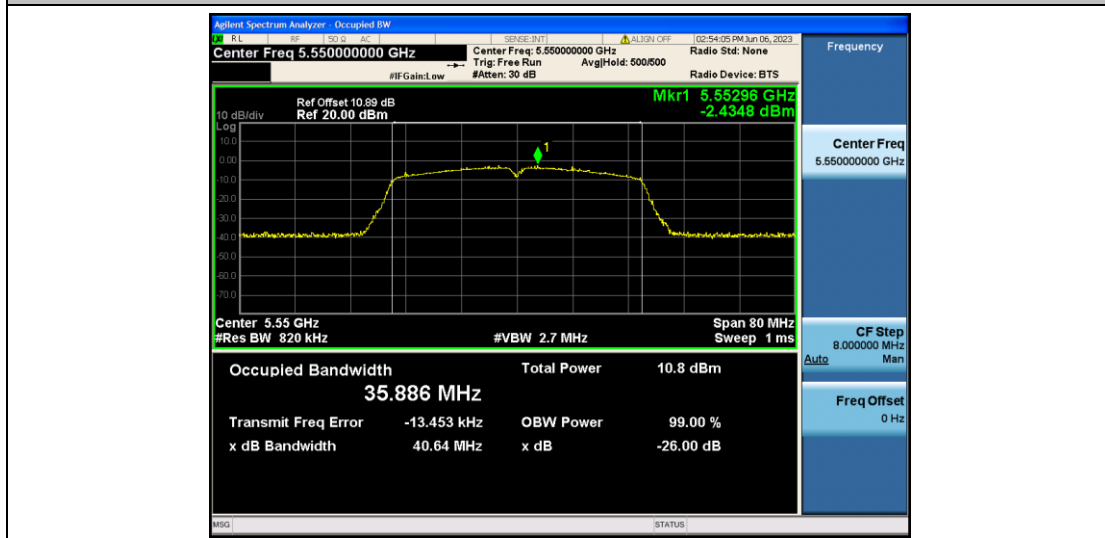 Agilent Spectrum Analyzer - Occupied BW
RL RF 50 Ω AC SENSE:INT ALIGN OFF 02:54:05 PM Jun 06, 2023
Center Freq 5.550000000 GHz
Center Freq: 5.550000000 GHz
Radio Std: None
Trig: Free Run Avg|Hold: 500/500
#IFGain:Low
#Atten: 30 dB
Radio Device: BTS
Frequency
Ref Offset 10.89 dB
Mkr1 5.55296 GHz
10 dB/div
Ref 20.00 dBm
-2.4348 dBm
Log
10.0
0.00
-10.0
-20.0
-30.0
-40.0
-50.0
-60.0
-70.0
1
Center 5.55 GHz
Span 80 MHz
#Res BW 820 kHz
#VBW 2.7 MHz
Sweep 1 ms
Center Freq
5.550000000 GHz
CF Step
8.000000 MHz
Auto Man
Freq Offset
0 Hz
Occupied Bandwidth
Total Power 10.8 dBm
35.886 MHz
Transmit Freq Error -13.453 kHz
OBW Power 99.00 %
x dB Bandwidth 40.64 MHz
x dB -26.00 dB
MSG
STATUS